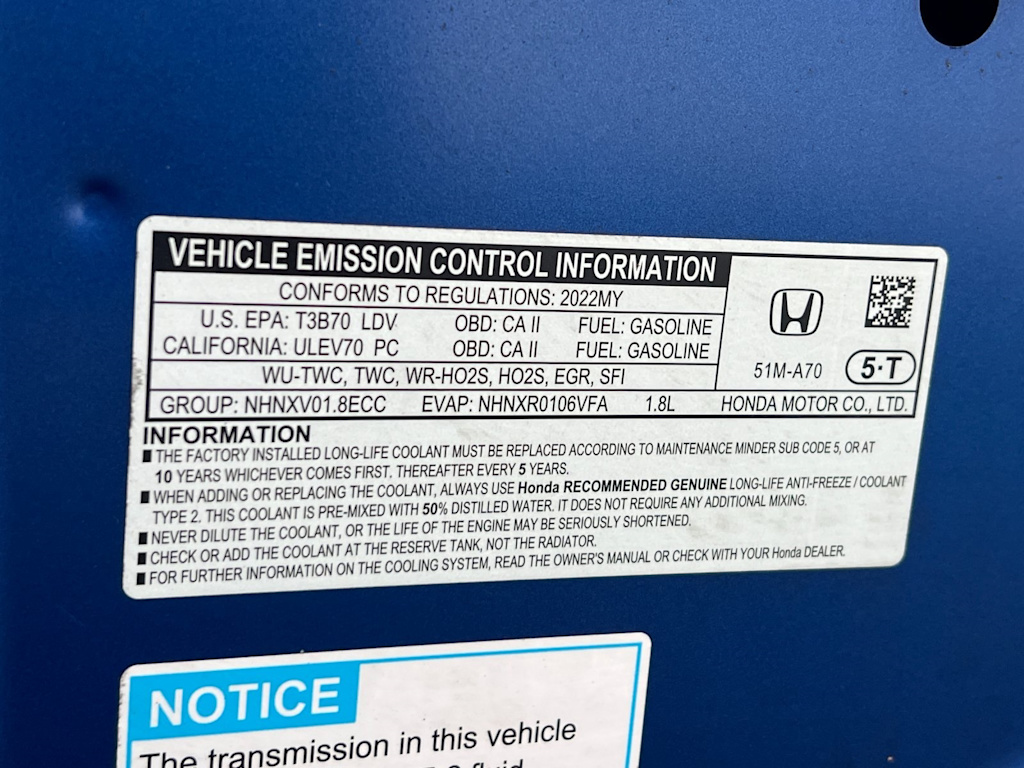 VEHICLE EMISSION CONTROL INFORMATION
CONFORMS TO REGULATIONS: 2022MY
U.S. EPA: T3B70 LDV OBD: CA II FUEL: GASOLINE
CALIFORNIA: ULEV70 PC OBD: CA II FUEL: GASOLINE
WU-TWC, TWC, WR-HO2S, HO2S, EGR, SFI
51M-A70 5·T
GROUP: NHNXV01.8ECC EVAP: NHNXR0106VFA 1.8L HONDA MOTOR CO., LTD.
INFORMATION
■ THE FACTORY INSTALLED LONG-LIFE COOLANT MUST BE REPLACED ACCORDING TO MAINTENANCE MINDER SUB CODE 5, OR AT
10 YEARS WHICHEVER COMES FIRST. THEREAFTER EVERY 5 YEARS.
■ WHEN ADDING OR REPLACING THE COOLANT, ALWAYS USE Honda RECOMMENDED GENUINE LONG-LIFE ANTI-FREEZE / COOLANT
TYPE 2. THIS COOLANT IS PRE-MIXED WITH 50% DISTILLED WATER. IT DOES NOT REQUIRE ANY ADDITIONAL MIXING.
■ NEVER DILUTE THE COOLANT, OR THE LIFE OF THE ENGINE MAY BE SERIOUSLY SHORTENED.
■ CHECK OR ADD THE COOLANT AT THE RESERVE TANK, NOT THE RADIATOR.
■ FOR FURTHER INFORMATION ON THE COOLING SYSTEM, READ THE OWNER'S MANUAL OR CHECK WITH YOUR Honda DEALER.
NOTICE
The transmission in this vehicle
fluid